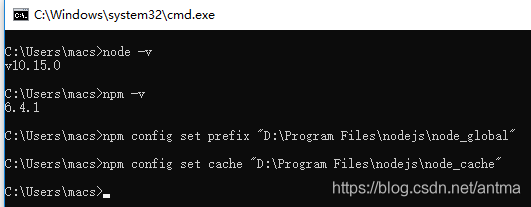 C:\Windows\system32\cmd.exe
C:\Users\macs>node -v
v10.15.0
C:\Users\macs>npm -v
6.4.1
C:\Users\macs>npm config set prefix "D:\Program Files\nodejs\node_global"
C:\Users\macs>npm config set cache "D:\Program Files\nodejs\node_cache"
C:\Users\macs>
https://blog.csdn.net/antma